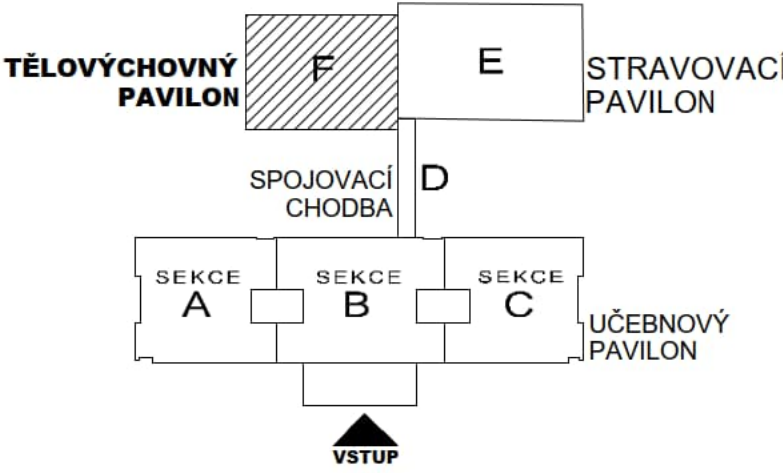 TĚLOVÝCHOVNÝ
PAVILON
F
E
STRAVOVACÍ
PAVILON
SPOJOVACÍ
CHODBA
D
SEKCE
A
SEKCE
B
SEKCE
C
UČEBNOVÝ
PAVILON
VSTUP